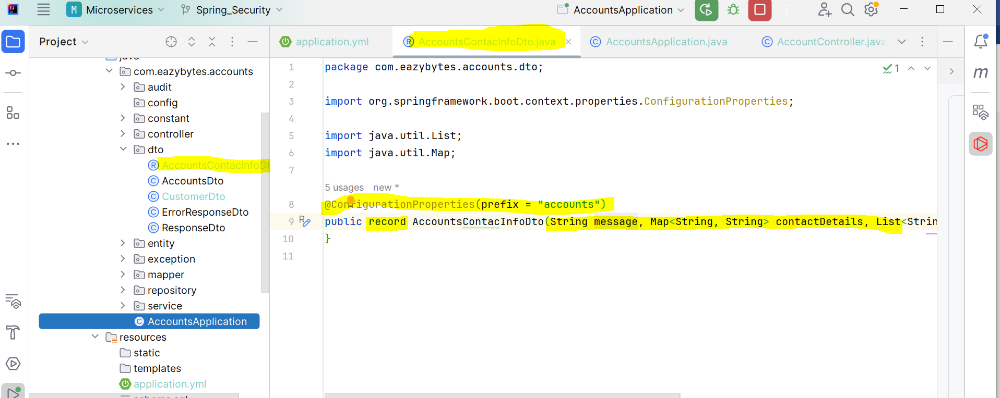 M Microservices Spring_Security AccountsApplication
Project
application.yml AccountsContacInfoDto.java AccountsApplication.java AccountController.java
java
com.eazybytes.accounts
audit
config
constant
controller
dto
AccountsContacInfoDt
AccountsDto
CustomerDto
ErrorResponseDto
ResponseDto
entity
exception
mapper
repository
service
AccountsApplication
resources
static
templates
application.yml
1 package com.eazybytes.accounts.dto;
2
3 import org.springframework.boot.context.properties.ConfigurationProperties;
4
5 import java.util.List;
6 import java.util.Map;
7
5 usages new *
8 @ConfigurationProperties(prefix = "accounts")
9 public record AccountsContacInfoDto(String message, Map<String, String> contactDetails, List<Strin
10 }
11
1
m